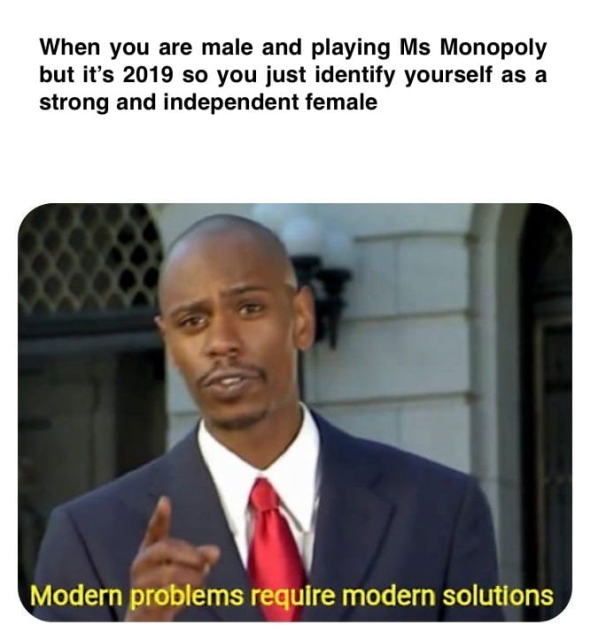 When you are male and playing Ms Monopoly
but it’s 2019 so you just identify yourself as a
strong and independent female
Modern problems require modern solutions